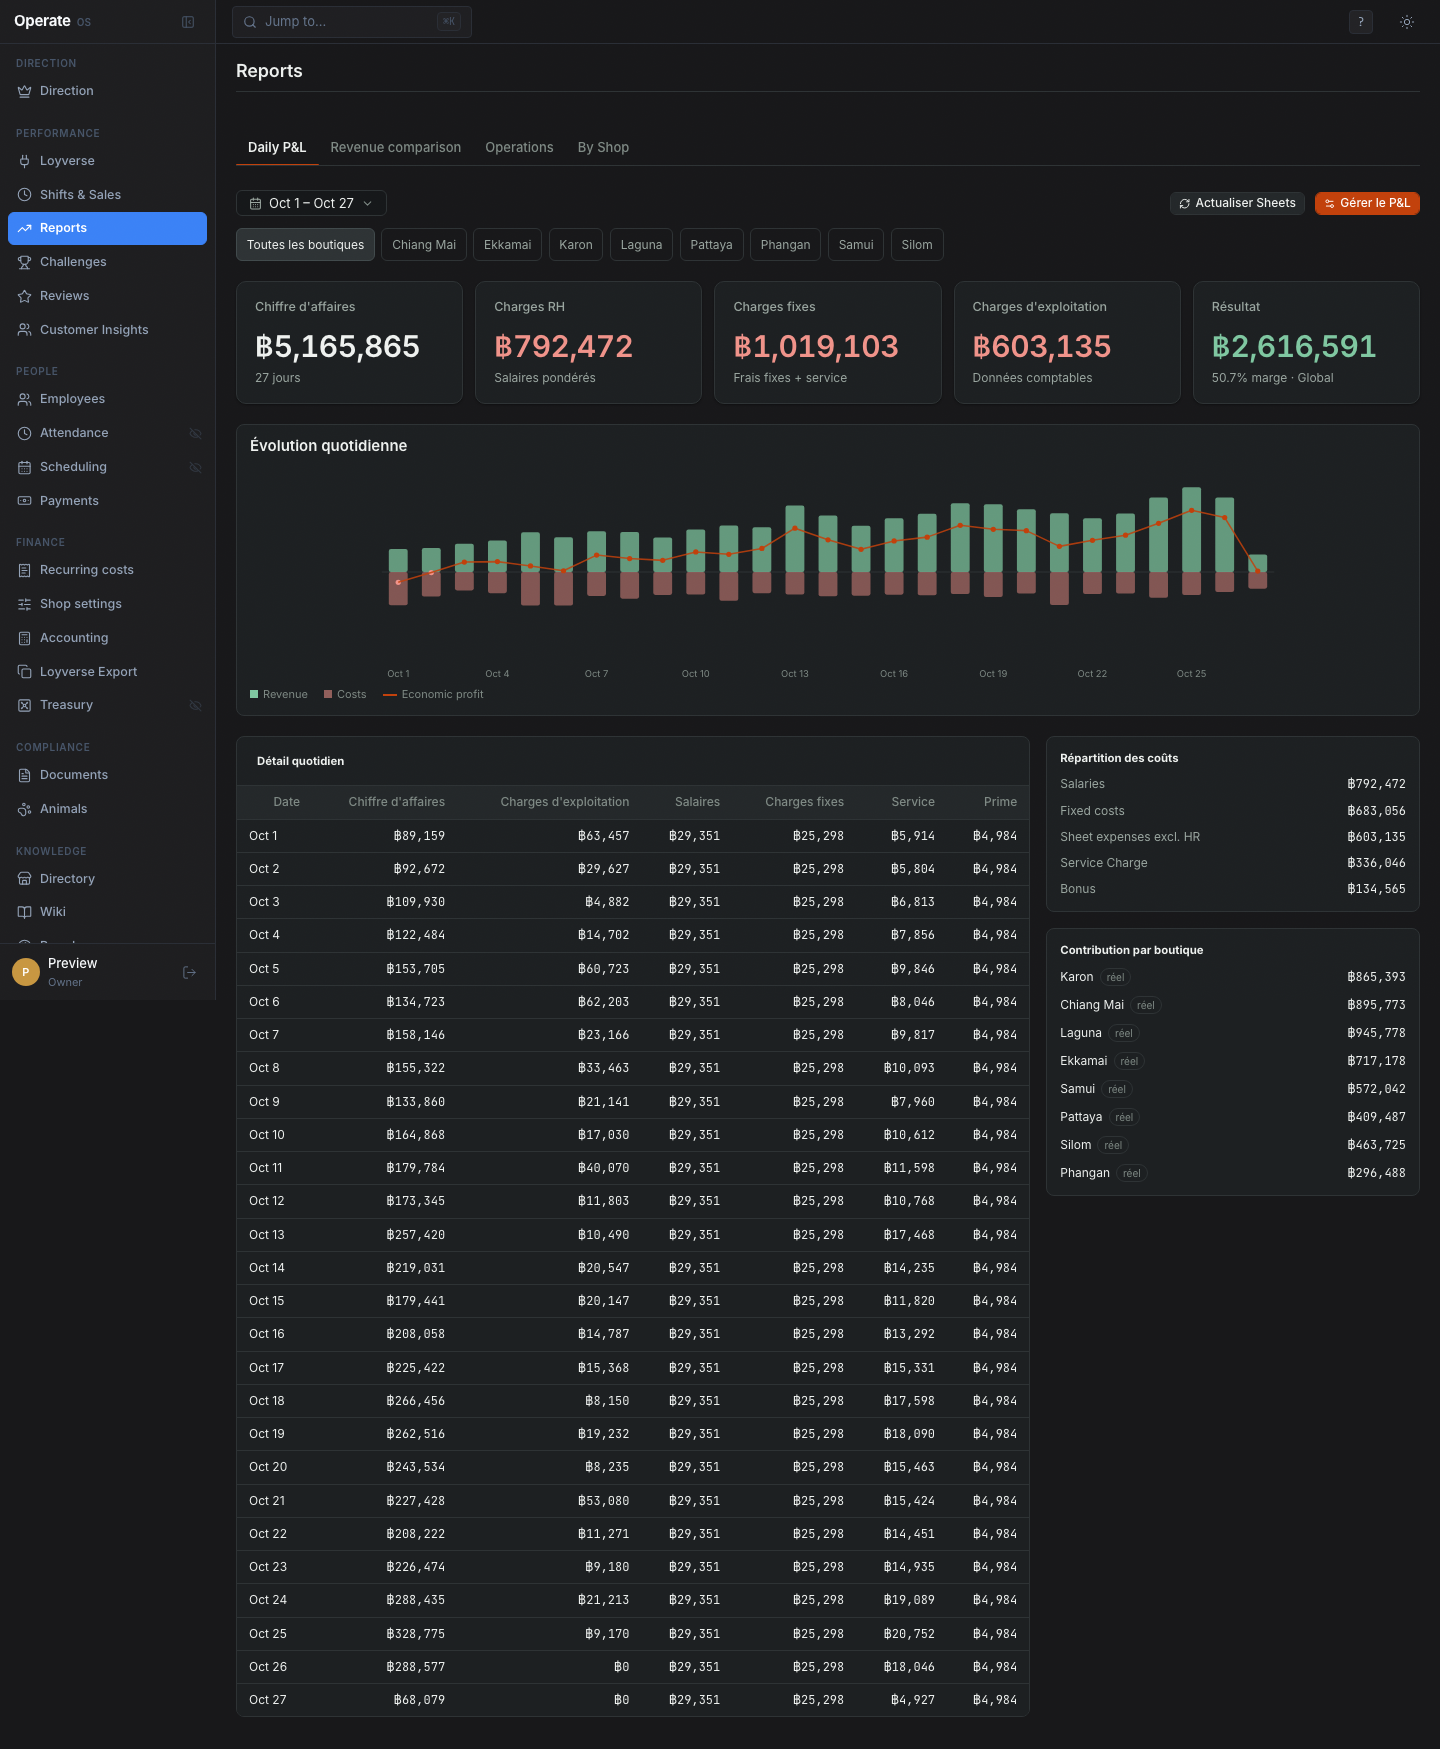 Operate OS
Jump to...
⌘K
?
DIRECTION
Direction
PERFORMANCE
Loyverse
Shifts & Sales
Reports
Challenges
Reviews
Customer Insights
PEOPLE
Employees
Attendance
Scheduling
Payments
FINANCE
Recurring costs
Shop settings
Accounting
Loyverse Export
Treasury
COMPLIANCE
Documents
Animals
KNOWLEDGE
Directory
Wiki
P
Preview
Owner
Reports
Daily P&L Revenue comparison Operations By Shop
Oct 1 – Oct 27
Actualiser Sheets Gérer le P&L
Toutes les boutiques Chiang Mai Ekkamai Karon Laguna Pattaya Phangan Samui Silom
Chiffre d'affaires
฿5,165,865
27 jours
Charges RH
฿792,472
Salaires pondérés
Charges fixes
฿1,019,103
Frais fixes + service
Charges d'exploitation
฿603,135
Données comptables
Résultat
฿2,616,591
50.7% marge · Global
Évolution quotidienne
Oct 1 Oct 4 Oct 7 Oct 10 Oct 13 Oct 16 Oct 19 Oct 22 Oct 25
Revenue Costs Economic profit
Détail quotidien
Date Chiffre d'affaires Charges d'exploitation Salaires Charges fixes Service Prime
Oct 1 ฿89,159 ฿63,457 ฿29,351 ฿25,298 ฿5,914 ฿4,984
Oct 2 ฿92,672 ฿29,627 ฿29,351 ฿25,298 ฿5,804 ฿4,984
Oct 3 ฿109,930 ฿4,882 ฿29,351 ฿25,298 ฿6,813 ฿4,984
Oct 4 ฿122,484 ฿14,702 ฿29,351 ฿25,298 ฿7,856 ฿4,984
Oct 5 ฿153,705 ฿60,723 ฿29,351 ฿25,298 ฿9,846 ฿4,984
Oct 6 ฿134,723 ฿62,203 ฿29,351 ฿25,298 ฿8,046 ฿4,984
Oct 7 ฿158,146 ฿23,166 ฿29,351 ฿25,298 ฿9,817 ฿4,984
Oct 8 ฿155,322 ฿33,463 ฿29,351 ฿25,298 ฿10,093 ฿4,984
Oct 9 ฿133,860 ฿21,141 ฿29,351 ฿25,298 ฿7,960 ฿4,984
Oct 10 ฿164,868 ฿17,030 ฿29,351 ฿25,298 ฿10,612 ฿4,984
Oct 11 ฿179,784 ฿40,070 ฿29,351 ฿25,298 ฿11,598 ฿4,984
Oct 12 ฿173,345 ฿11,803 ฿29,351 ฿25,298 ฿10,768 ฿4,984
Oct 13 ฿257,420 ฿10,490 ฿29,351 ฿25,298 ฿17,468 ฿4,984
Oct 14 ฿219,031 ฿20,547 ฿29,351 ฿25,298 ฿14,235 ฿4,984
Oct 15 ฿179,441 ฿20,147 ฿29,351 ฿25,298 ฿11,820 ฿4,984
Oct 16 ฿208,058 ฿14,787 ฿29,351 ฿25,298 ฿13,292 ฿4,984
Oct 17 ฿225,422 ฿15,368 ฿29,351 ฿25,298 ฿15,331 ฿4,984
Oct 18 ฿266,456 ฿8,150 ฿29,351 ฿25,298 ฿17,598 ฿4,984
Oct 19 ฿262,516 ฿19,232 ฿29,351 ฿25,298 ฿18,090 ฿4,984
Oct 20 ฿243,534 ฿8,235 ฿29,351 ฿25,298 ฿15,463 ฿4,984
Oct 21 ฿227,428 ฿53,080 ฿29,351 ฿25,298 ฿15,424 ฿4,984
Oct 22 ฿208,222 ฿11,271 ฿29,351 ฿25,298 ฿14,451 ฿4,984
Oct 23 ฿226,474 ฿9,180 ฿29,351 ฿25,298 ฿14,935 ฿4,984
Oct 24 ฿288,435 ฿21,213 ฿29,351 ฿25,298 ฿19,089 ฿4,984
Oct 25 ฿328,775 ฿9,170 ฿29,351 ฿25,298 ฿20,752 ฿4,984
Oct 26 ฿288,577 ฿0 ฿29,351 ฿25,298 ฿18,046 ฿4,984
Oct 27 ฿68,079 ฿0 ฿29,351 ฿25,298 ฿4,927 ฿4,984
Répartition des coûts
Salaries ฿792,472
Fixed costs ฿683,056
Sheet expenses excl. HR ฿603,135
Service Charge ฿336,046
Bonus ฿134,565
Contribution par boutique
Karon réel ฿865,393
Chiang Mai réel ฿895,773
Laguna réel ฿945,778
Ekkamai réel ฿717,178
Samui réel ฿572,042
Pattaya réel ฿409,487
Silom réel ฿463,725
Phangan réel ฿296,488